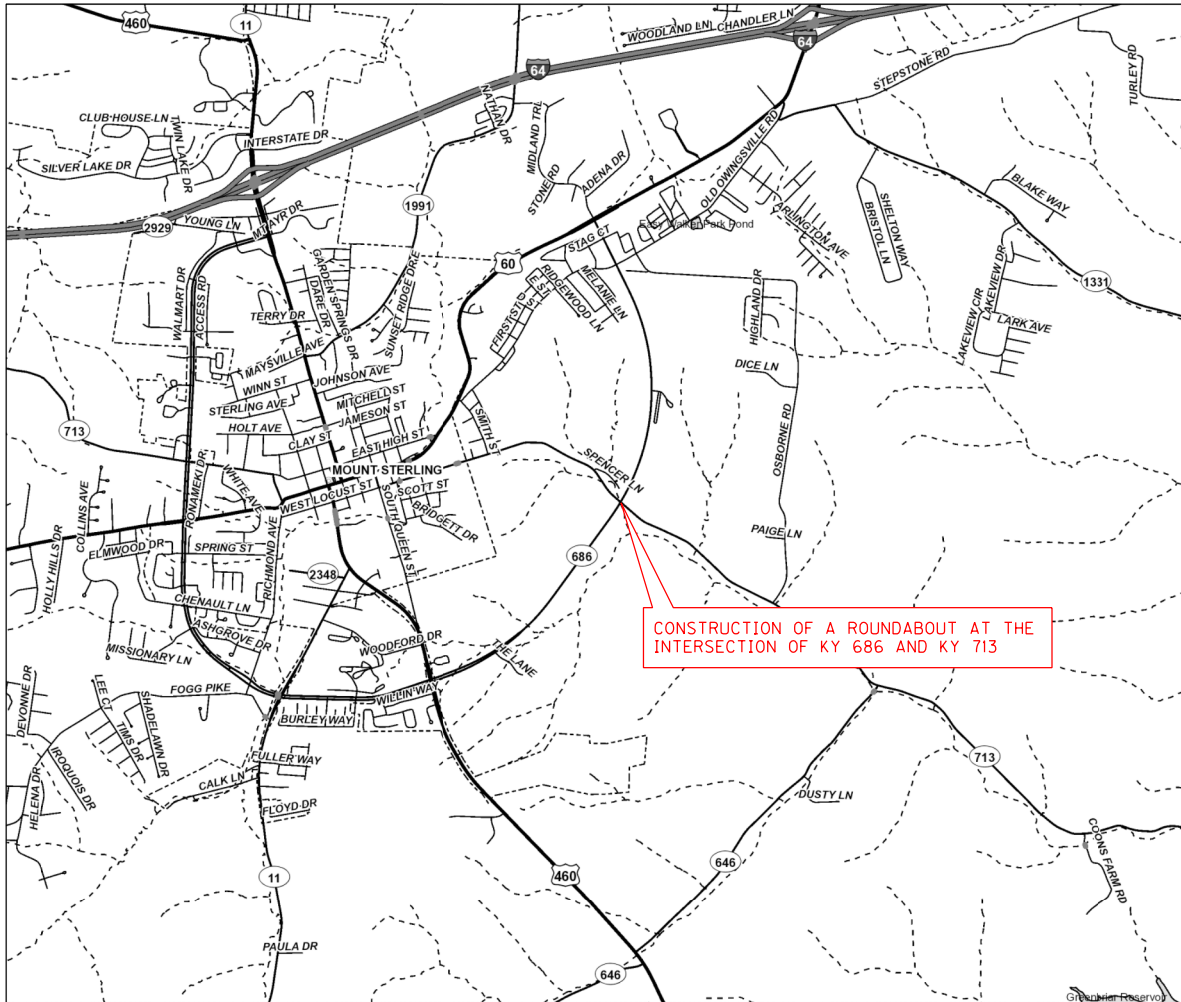 460
11
WOODLAND LN
CHANDLER LN
64
64
STEPSTONE RD
TURLEY RD
CLUB HOUSE LN
TWIN LAKE DR
INTERSTATE DR
SILVER LAKE DR
NATHAN DR
MIDLAND TRL
STONE RD
ADENA DR
OLD OWINGSVILLE RD
BLAKE WAY
SHELTON WAY
BRISTOL LN
ARLINGTON AVE
2929
YOUNG LN
MT AYR DR
1991
Easy Walker Park Pond
STAG CT
60
1331
WALMART DR
ACCESS RD
GARDEN SPRINGS DR
DARE DR
TERRY DR
SUNSET RIDGE DR E
RIDGEWOOD LN
MELANIE LN
FIRST ST
E ST
D ST
HIGHLAND DR
LAKEVIEW DR
LAKEVIEW CIR
LARK AVE
MAYSVILLE AVE
WINN ST
JOHNSON AVE
STERLING AVE
MITCHELL ST
JAMESON ST
DICE LN
713
HOLT AVE
CLAY ST
EAST HIGH ST
SMITH ST
OSBORNE RD
MOUNT STERLING
SPENCER LN
RONAMEKI DR
WHITE AVE
WEST LOCUST ST
SCOTT ST
BRIDGETT DR
SOUTH QUEEN ST
COLLINS AVE
HOLLY HILLS DR
ELMWOOD DR
SPRING ST
RICHMOND AVE
PAIGE LN
686
2348
CHENAULT LN
ASHGROVE DR
MISSIONARY LN
WOODFORD DR
THE LANE
CONSTRUCTION OF A ROUNDABOUT AT THE
INTERSECTION OF KY 686 AND KY 713
FOGG PIKE
WILLIN WAY
BURLEY WAY
DEVONNE DR
LEE CT
TIMS DR
SHADELAWN DR
IROQUOIS DR
HELENA DR
FULLER WAY
CALK LN
FLOYD DR
713
DUSTY LN
COONS FARM RD
646
460
11
PAULA DR
646
Greenbriar Reservoir